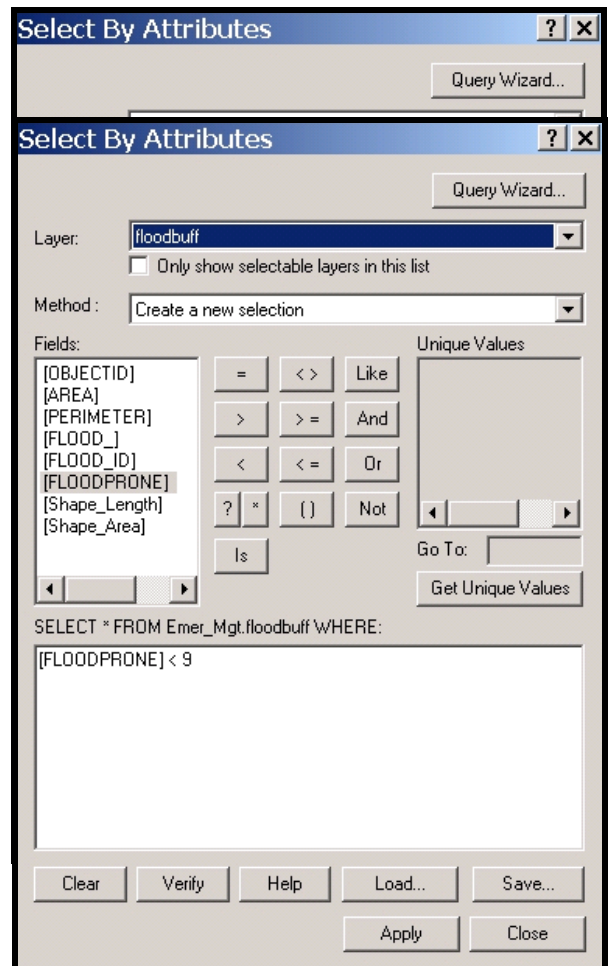 Select By Attributes
Query Wizard...
Select By Attributes
Query Wizard...
Layer: floodbuff
Only show selectable layers in this list
Method : Create a new selection
Fields: Unique Values
[OBJECTID]
[AREA]
[PERIMETER]
[FLOOD_]
[FLOOD_ID]
[FLOODPRONE]
[Shape_Length]
[Shape_Area]
= < > Like
> > = And
< < = Or
? * ( ) Not
Is
Go To:
Get Unique Values
SELECT * FROM Emer_Mgt.floodbuff WHERE:
[FLOODPRONE] < 9
Clear Verify Help Load... Save...
Apply Close